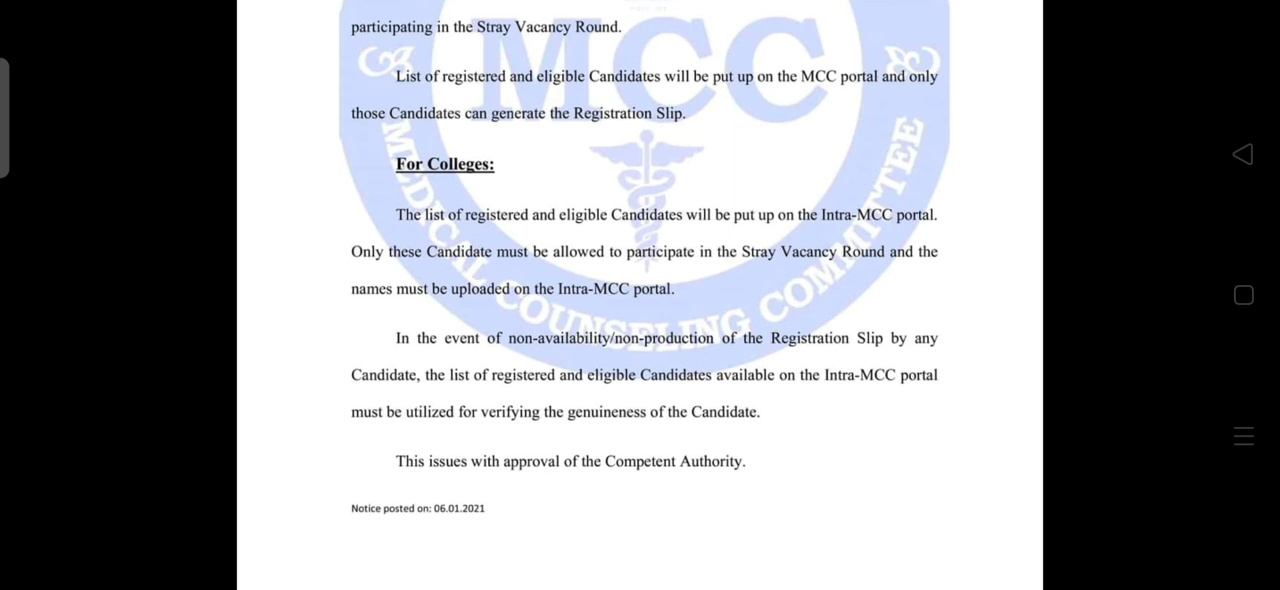 participating in the Stray Vacancy Round.
List of registered and eligible Candidates will be put up on the MCC portal and only
those Candidates can generate the Registration Slip.
For Colleges:
The list of registered and eligible Candidates will be put up on the Intra-MCC portal.
Only these Candidate must be allowed to participate in the Stray Vacancy Round and the
names must be uploaded on the Intra-MCC portal.
In the event of non-availability/non-production of the Registration Slip by any
Candidate, the list of registered and eligible Candidates available on the Intra-MCC portal
must be utilized for verifying the genuineness of the Candidate.
This issues with approval of the Competent Authority.
Notice posted on: 06.01.2021
MCC
MEDICAL COUNSELING COMMITTEE